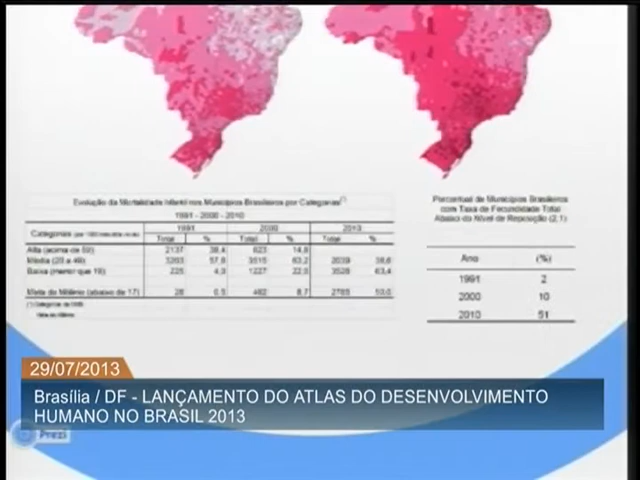 Evolução da Mortalidade Infantil nos Municípios Brasileiros por Categorias(*)
1991 - 2000 - 2010
Categorias 1991 2000 2010
Total % Total % Total %
Alta (acima de 50) 2137 38,4 823 14,8
Média (20 a 49) 3203 57,6 3515 63,2 2039 36,6
Baixa (menor que 19) 225 4,0 1227 22,0 3526 63,4
Meta do Milênio (abaixo de 17) 28 0,5 482 8,7 2785 50,0
Percentual de Municípios Brasileiros
com Taxa de Fecundidade Total
Abaixo do Nível de Reposição (2,1)
Ano (%)
1991 2
2000 10
2010 51
29/07/2013
Brasília / DF - LANÇAMENTO DO ATLAS DO DESENVOLVIMENTO
HUMANO NO BRASIL 2013
Prezi